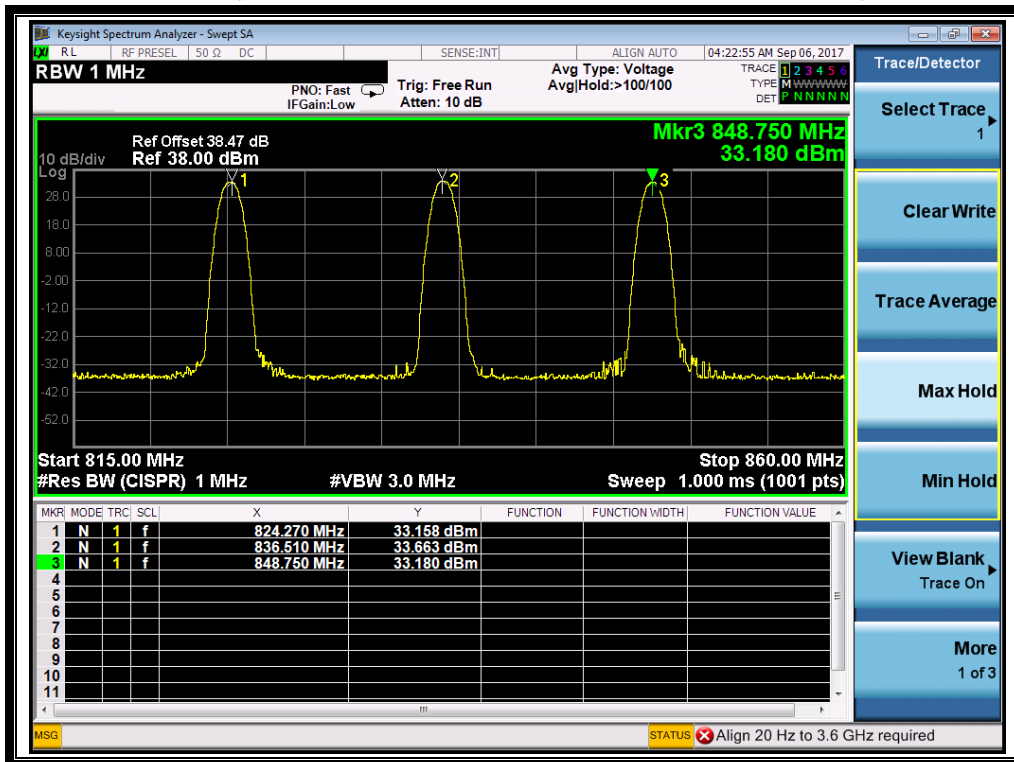 Keysight Spectrum Analyzer - Swept SA
LXI RL RF PRESEL 50 Ω DC SENSE:INT ALIGN AUTO 04:22:55 AM Sep 06, 2017
RBW 1 MHz
PNO: Fast
IFGain:Low
Trig: Free Run
Atten: 10 dB
Avg Type: Voltage
Avg|Hold:>100/100
TRACE 1 2 3 4 5 6
TYPE M W W W W W
DET P N N N N N
Mkr3 848.750 MHz
33.180 dBm
Ref Offset 38.47 dB
10 dB/div Ref 38.00 dBm
Log
1
2
3
28.0
18.0
8.00
-2.00
-12.0
-22.0
-32.0
-42.0
-52.0
Start 815.00 MHz Stop 860.00 MHz
#Res BW (CISPR) 1 MHz #VBW 3.0 MHz Sweep 1.000 ms (1001 pts)
MKR MODE TRC SCL X Y FUNCTION FUNCTION WIDTH FUNCTION VALUE
1 N 1 f 824.270 MHz 33.158 dBm
2 N 1 f 836.510 MHz 33.663 dBm
3 N 1 f 848.750 MHz 33.180 dBm
4
5
6
7
8
9
10
11
MSG STATUS Align 20 Hz to 3.6 GHz required
Trace/Detector
Select Trace
1
Clear Write
Trace Average
Max Hold
Min Hold
View Blank
Trace On
More
1 of 3